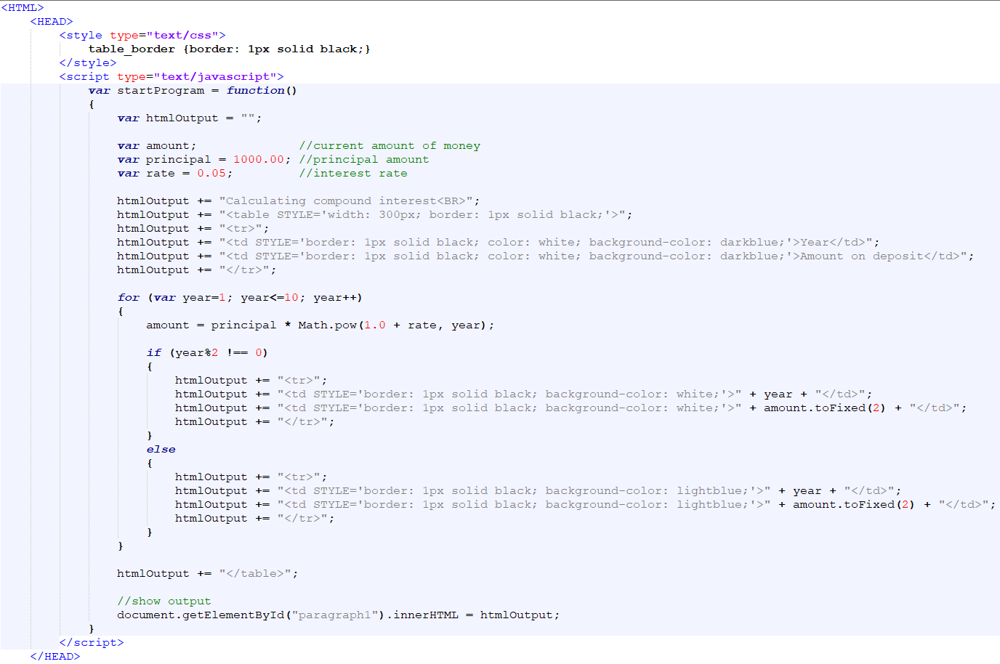 <HTML>
<HEAD>
<style type="text/css">
table_border {border: 1px solid black;}
</style>
<script type="text/javascript">
var startProgram = function()
{
var htmlOutput = "";
var amount; //current amount of money
var principal = 1000.00; //principal amount
var rate = 0.05; //interest rate
htmlOutput += "Calculating compound interest<BR>";
htmlOutput += "<table STYLE='width: 300px; border: 1px solid black;'>";
htmlOutput += "<tr>";
htmlOutput += "<td STYLE='border: 1px solid black; color: white; background-color: darkblue;'>Year</td>";
htmlOutput += "<td STYLE='border: 1px solid black; color: white; background-color: darkblue;'>Amount on deposit</td>";
htmlOutput += "</tr>";
for (var year=1; year<=10; year++)
{
amount = principal * Math.pow(1.0 + rate, year);
if (year%2 !== 0)
{
htmlOutput += "<tr>";
htmlOutput += "<td STYLE='border: 1px solid black; background-color: white;'>" + year + "</td>";
htmlOutput += "<td STYLE='border: 1px solid black; background-color: white;'>" + amount.toFixed(2) + "</td>";
htmlOutput += "</tr>";
}
else
{
htmlOutput += "<tr>";
htmlOutput += "<td STYLE='border: 1px solid black; background-color: lightblue;'>" + year + "</td>";
htmlOutput += "<td STYLE='border: 1px solid black; background-color: lightblue;'>" + amount.toFixed(2) + "</td>";
htmlOutput += "</tr>";
}
}
htmlOutput += "</table>";
//show output
document.getElementById("paragraph1").innerHTML = htmlOutput;
}
</script>
</HEAD>